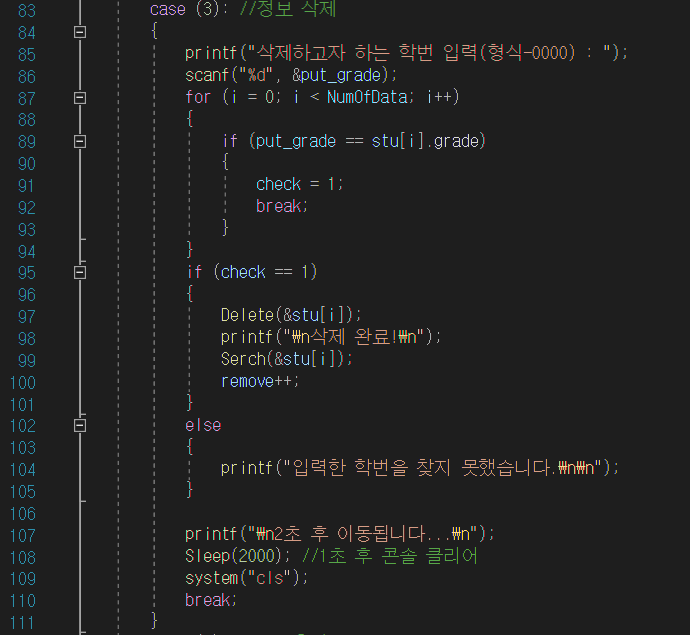 83 case (3): //정보 삭제
84 {
85 printf("삭제하고자 하는 학번 입력(형식-0000) : ");
86 scanf("%d", &put_grade);
87 for (i = 0; i < NumOfData; i++)
88 {
89 if (put_grade == stu[i].grade)
90 {
91 check = 1;
92 break;
93 }
94 }
95 if (check == 1)
96 {
97 Delete(&stu[i]);
98 printf("₩n삭제 완료!₩n");
99 Serch(&stu[i]);
100 remove++;
101 }
102 else
103 {
104 printf("입력한 학번을 찾지 못했습니다.₩n₩n");
105 }
106
107 printf("₩n2초 후 이동됩니다...₩n");
108 Sleep(2000); //1초 후 콘솔 클리어
109 system("cls");
110 break;
111 }